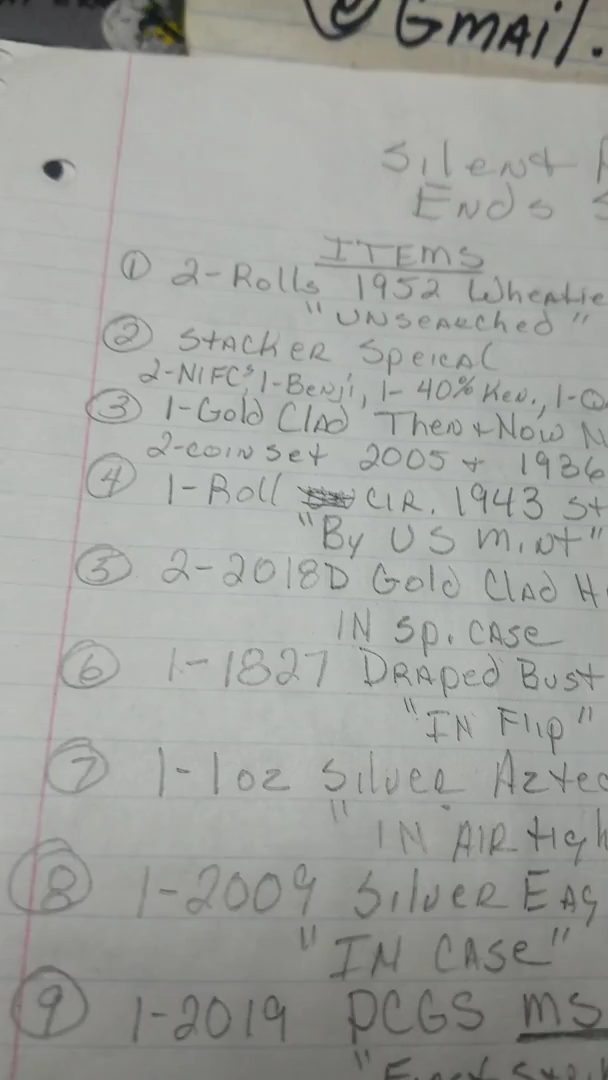 @GMAil.
Silent
Ends
ITEMS
① 2-Rolls 1952 Wheatie
"UNSEARched"
② STACKER SpeicAl
2-NIFC's, 1-Benji, 1-40% Ken., 1-
③ 1-Gold ClAD Then + Now N
2-coin set 2005 + 1936
④ 1-Roll CIR. 1943 St
"By US Mint"
⑤ 2-2018D Gold ClAD H
IN Sp. CASE
⑥ 1-1827 DRAped Bust
"IN Flip"
⑦ 1-1oz Silver Aztec
"IN AIR tigh
⑧ 1-2009 SilveR EAg
"IN CASE"
⑨ 1-2019 PCGS MS